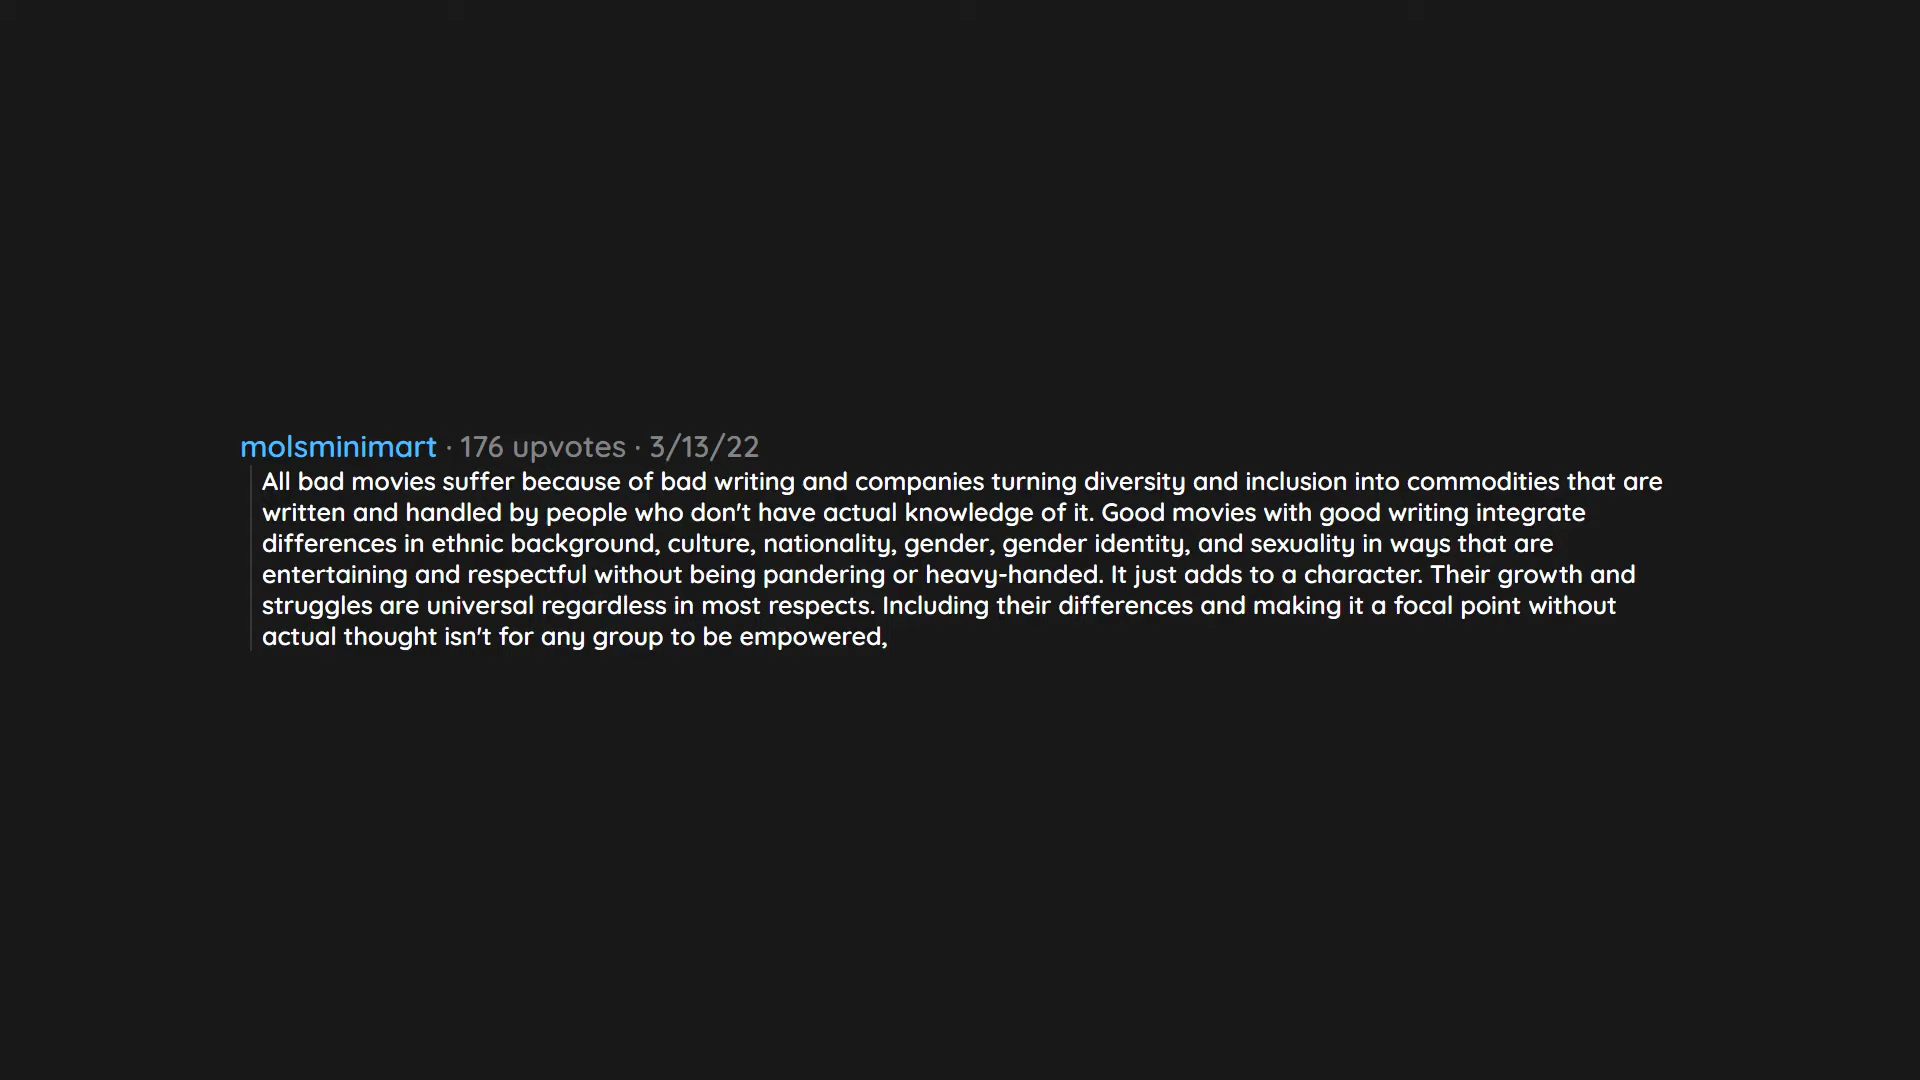 molsminimart · 176 upvotes · 3/13/22
All bad movies suffer because of bad writing and companies turning diversity and inclusion into commodities that are
written and handled by people who don't have actual knowledge of it. Good movies with good writing integrate
differences in ethnic background, culture, nationality, gender, gender identity, and sexuality in ways that are
entertaining and respectful without being pandering or heavy-handed. It just adds to a character. Their growth and
struggles are universal regardless in most respects. Including their differences and making it a focal point without
actual thought isn't for any group to be empowered,